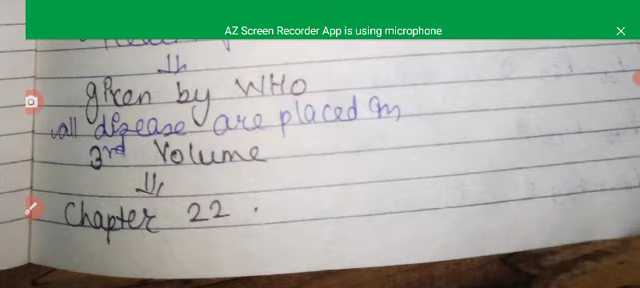 AZ Screen Recorder App is using microphone
given by WHO
all disease are placed in
3rd Volume
Chapter 22 .